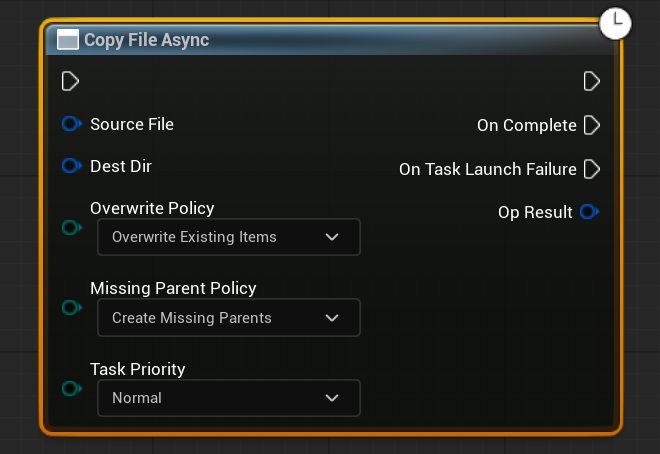 Copy File Async
Source File
On Complete
Dest Dir
On Task Launch Failure
Overwrite Policy
Op Result
Overwrite Existing Items
Missing Parent Policy
Create Missing Parents
Task Priority
Normal